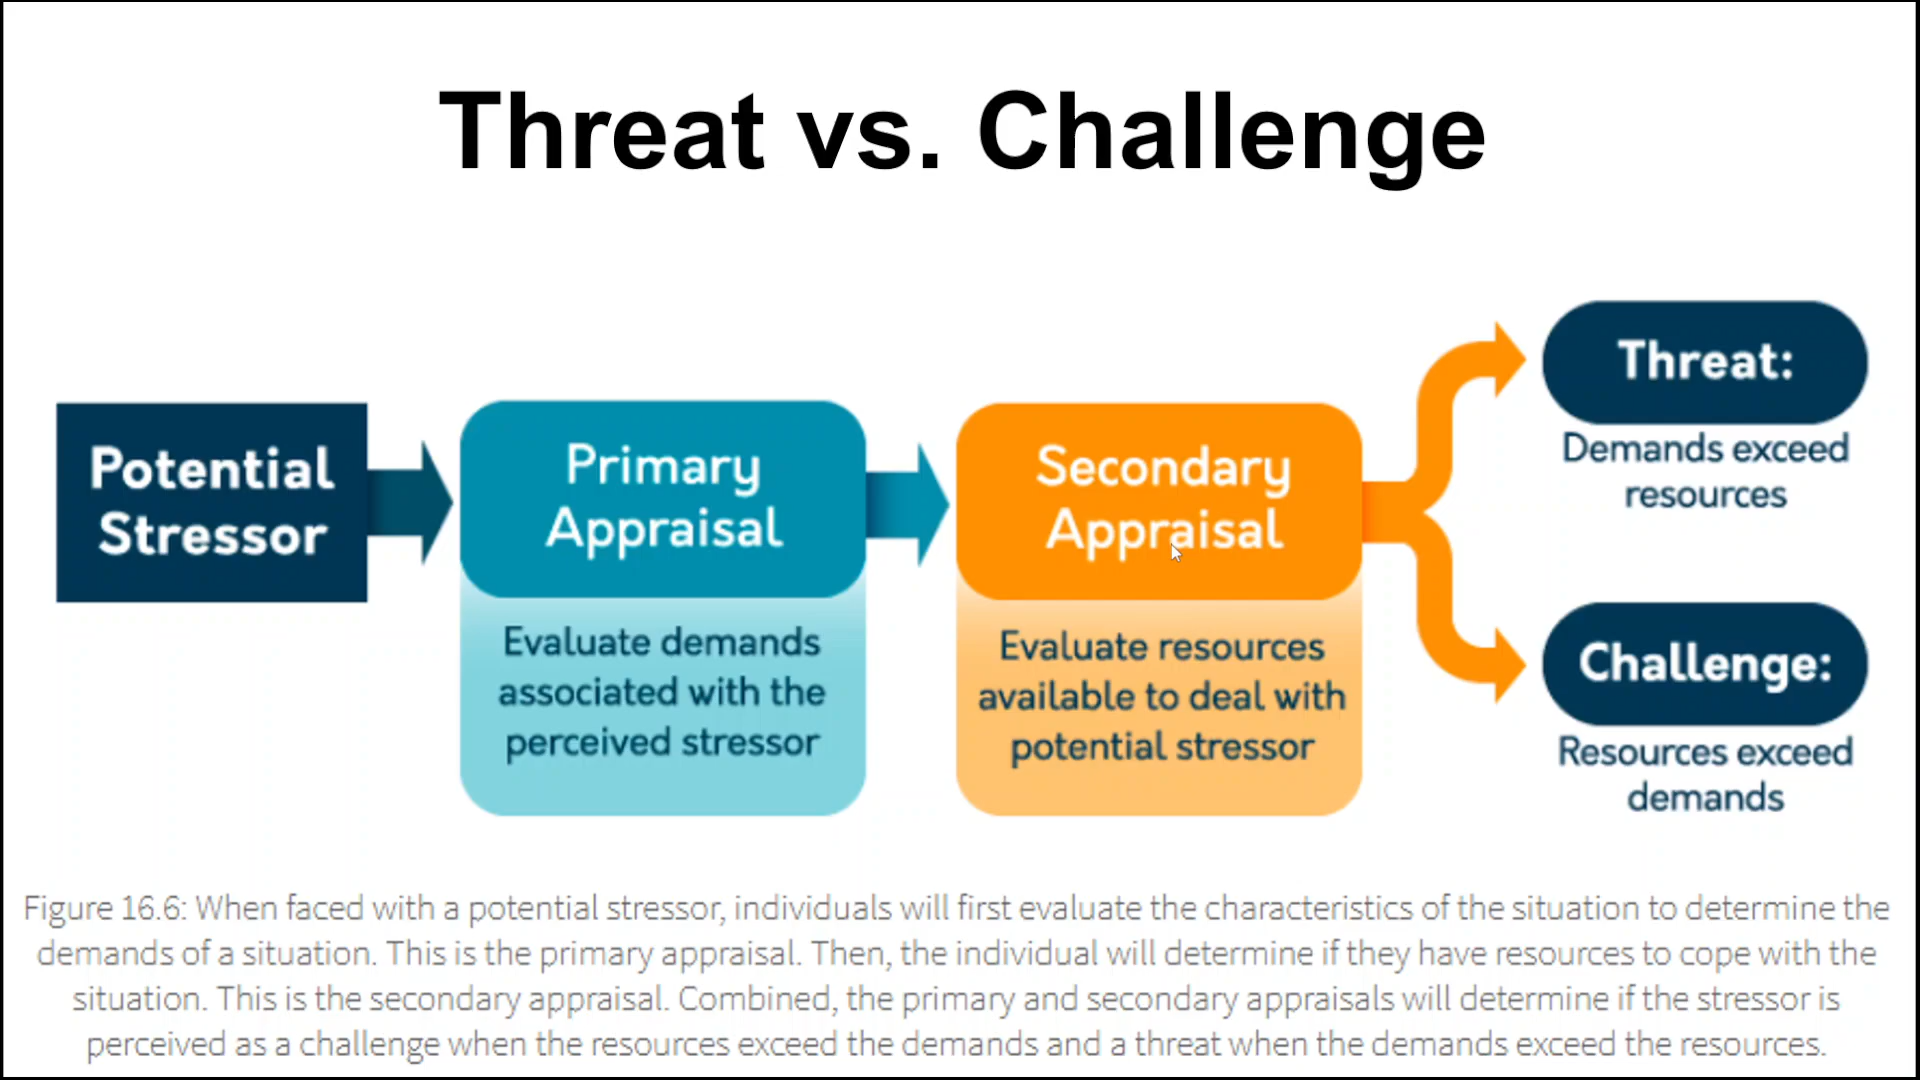 Threat vs. Challenge
Potential
Stressor
Primary
Appraisal
Evaluate demands
associated with the
perceived stressor
Secondary
Appraisal
Evaluate resources
available to deal with
potential stressor
Threat:
Demands exceed
resources
Challenge:
Resources exceed
demands
Figure 16.6: When faced with a potential stressor, individuals will first evaluate the characteristics of the situation to determine the
demands of a situation. This is the primary appraisal. Then, the individual will determine if they have resources to cope with the
situation. This is the secondary appraisal. Combined, the primary and secondary appraisals will determine if the stressor is
perceived as a challenge when the resources exceed the demands and a threat when the demands exceed the resources.